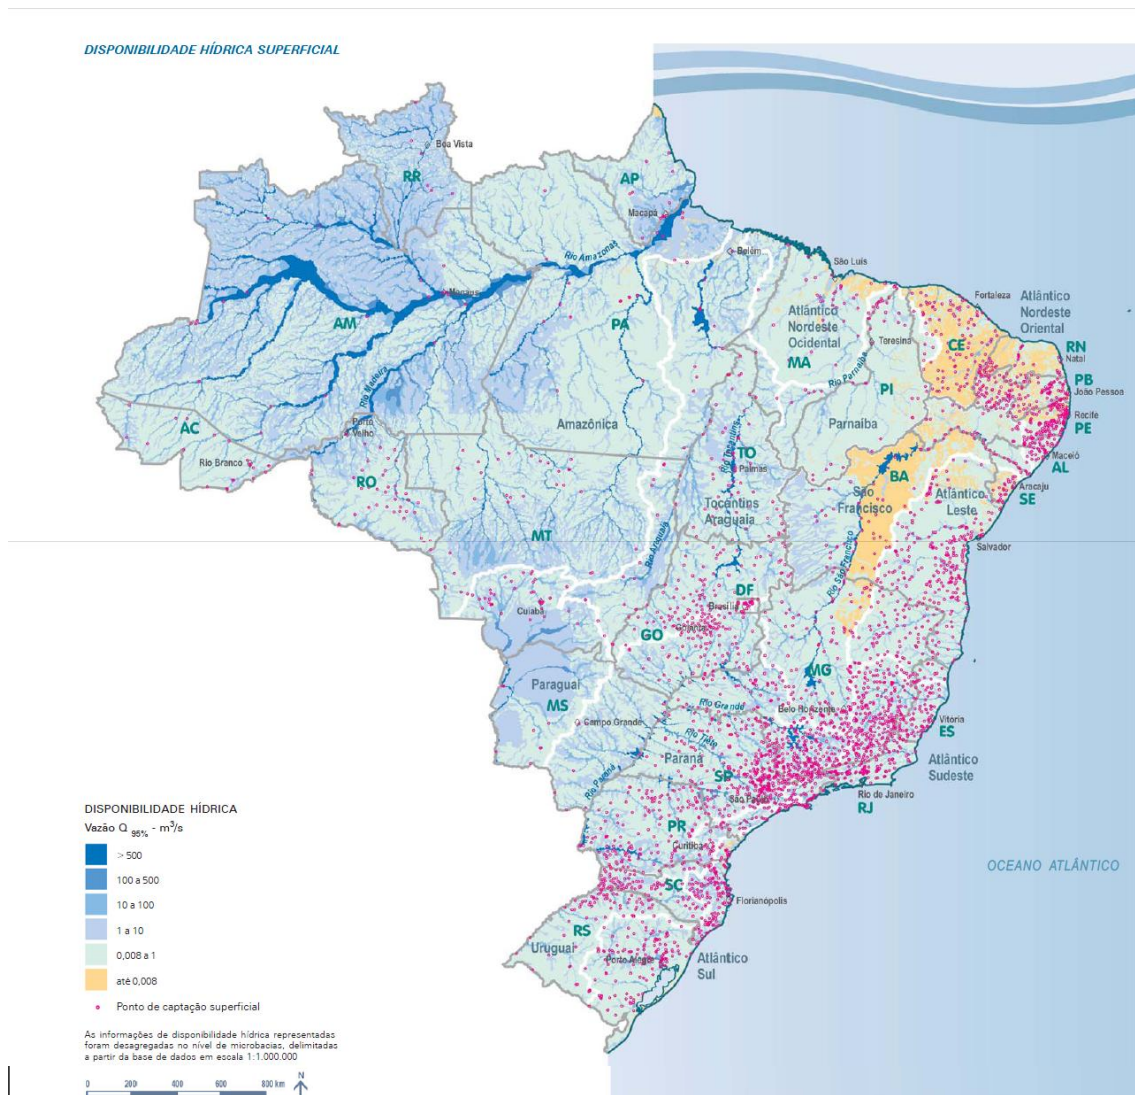 DISPONIBILIDADE HÍDRICA SUPERFICIAL
Boa Vista
RR
AP
Macapá
Rio Amazonas
Belém
São Luís
Manaus
AM
PA
Fortaleza
Atlântico
Nordeste
Oriental
Atlântico
Nordeste
Ocidental
Teresina
CE
RN
Natal
MA
Rio Parnaíba
PI
PB
João Pessoa
Rio Madeira
Recife
PE
AC
Porto
Velho
Amazônica
Parnaíba
Rio Branco
RO
Rio Tocantins
TO
Palmas
Maceió
AL
BA
Aracaju
SE
São
Francisco
Atlântico
Leste
Tocantins
Araguaia
MT
Rio Araguaia
Rio São Francisco
Salvador
Cuiabá
DF
Brasília
GO
Goiânia
MG
Paraguai
MS
Campo Grande
Rio Grande
Belo Horizonte
Vitória
ES
Rio Tietê
Paraná
SP
Atlântico
Sudeste
Rio Paraná
São Paulo
Rio de Janeiro
RJ
PR
Curitiba
OCEANO ATLÂNTICO
SC
Florianópolis
RS
Uruguai
Porto Alegre
Atlântico
Sul
DISPONIBILIDADE HÍDRICA
Vazão Q 95% - m³/s
> 500
100 a 500
10 a 100
1 a 10
0,008 a 1
até 0,008
Ponto de captação superficial
As informações de disponibilidade hídrica representadas
foram desagregadas no nível de microbacias, delimitadas
a partir da base de dados em escala 1:1.000.000
0 200 400 600 800 km
N